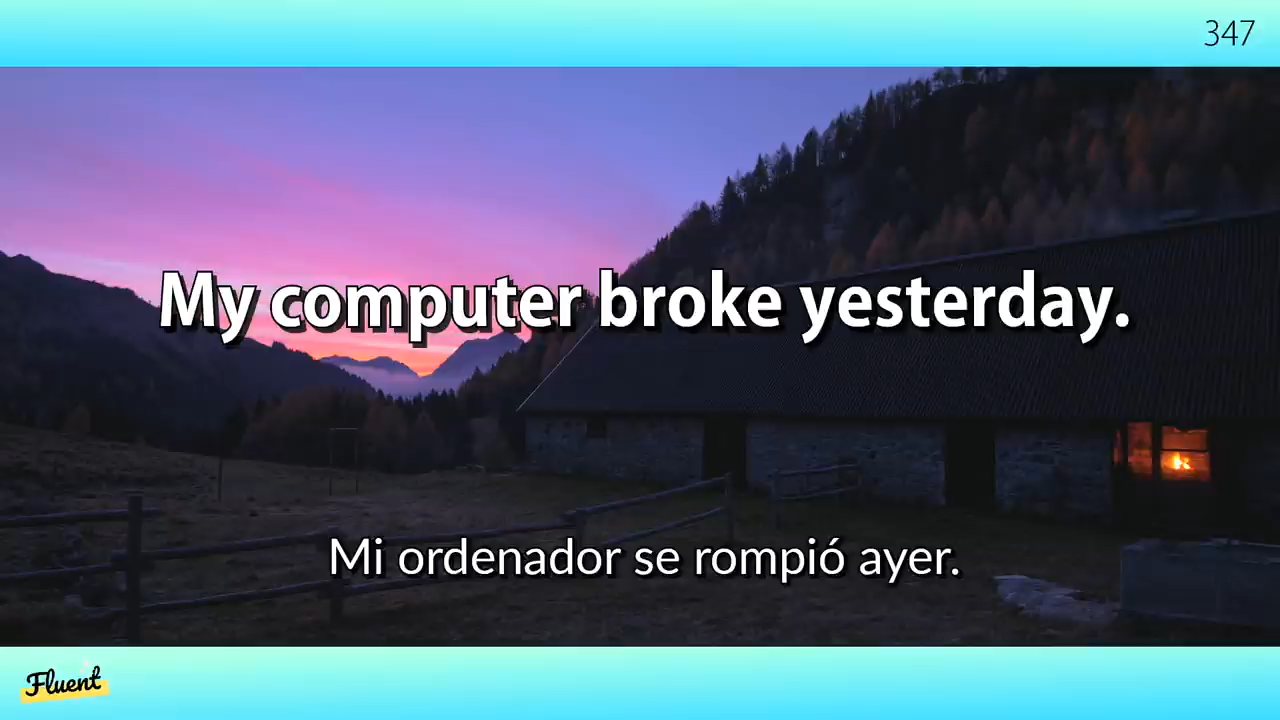 347
My computer broke yesterday.
Mi ordenador se rompió ayer.
Fluent